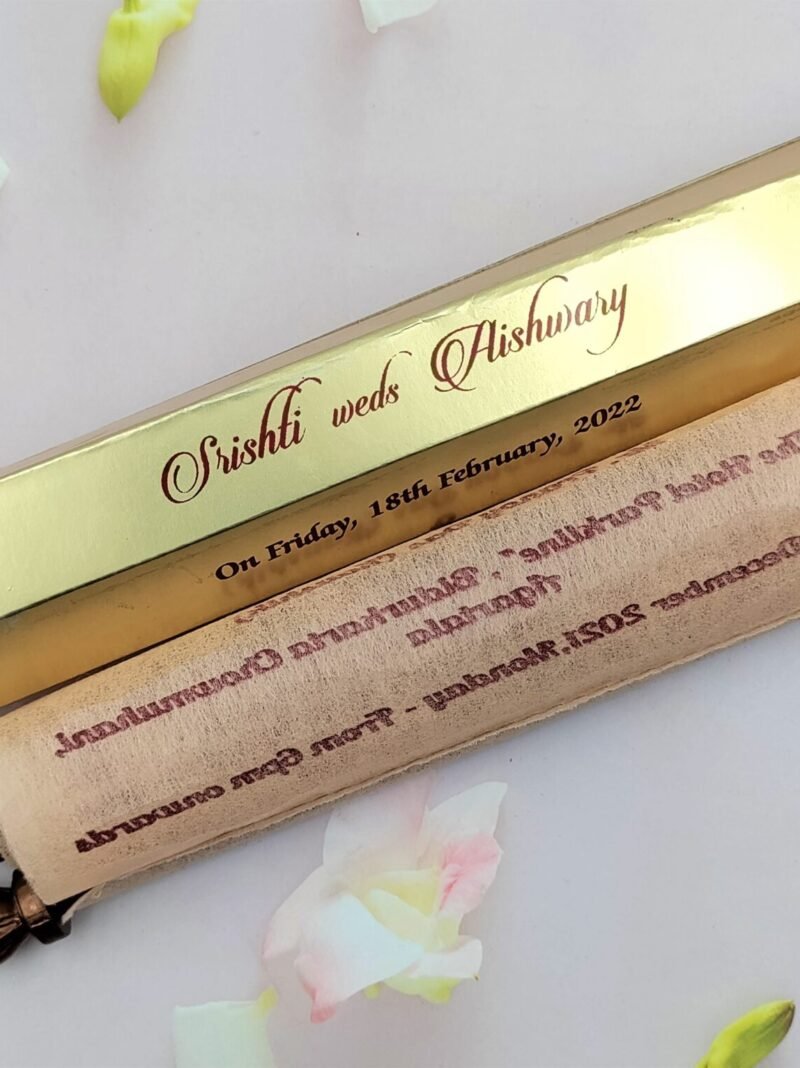 Srishti weds Aishwary
On Friday, 18th February, 2022
The Hotel Parkline", Bidurkarta Chowmuhani,
Agartala
December 2021, Monday - From 6pm onwards